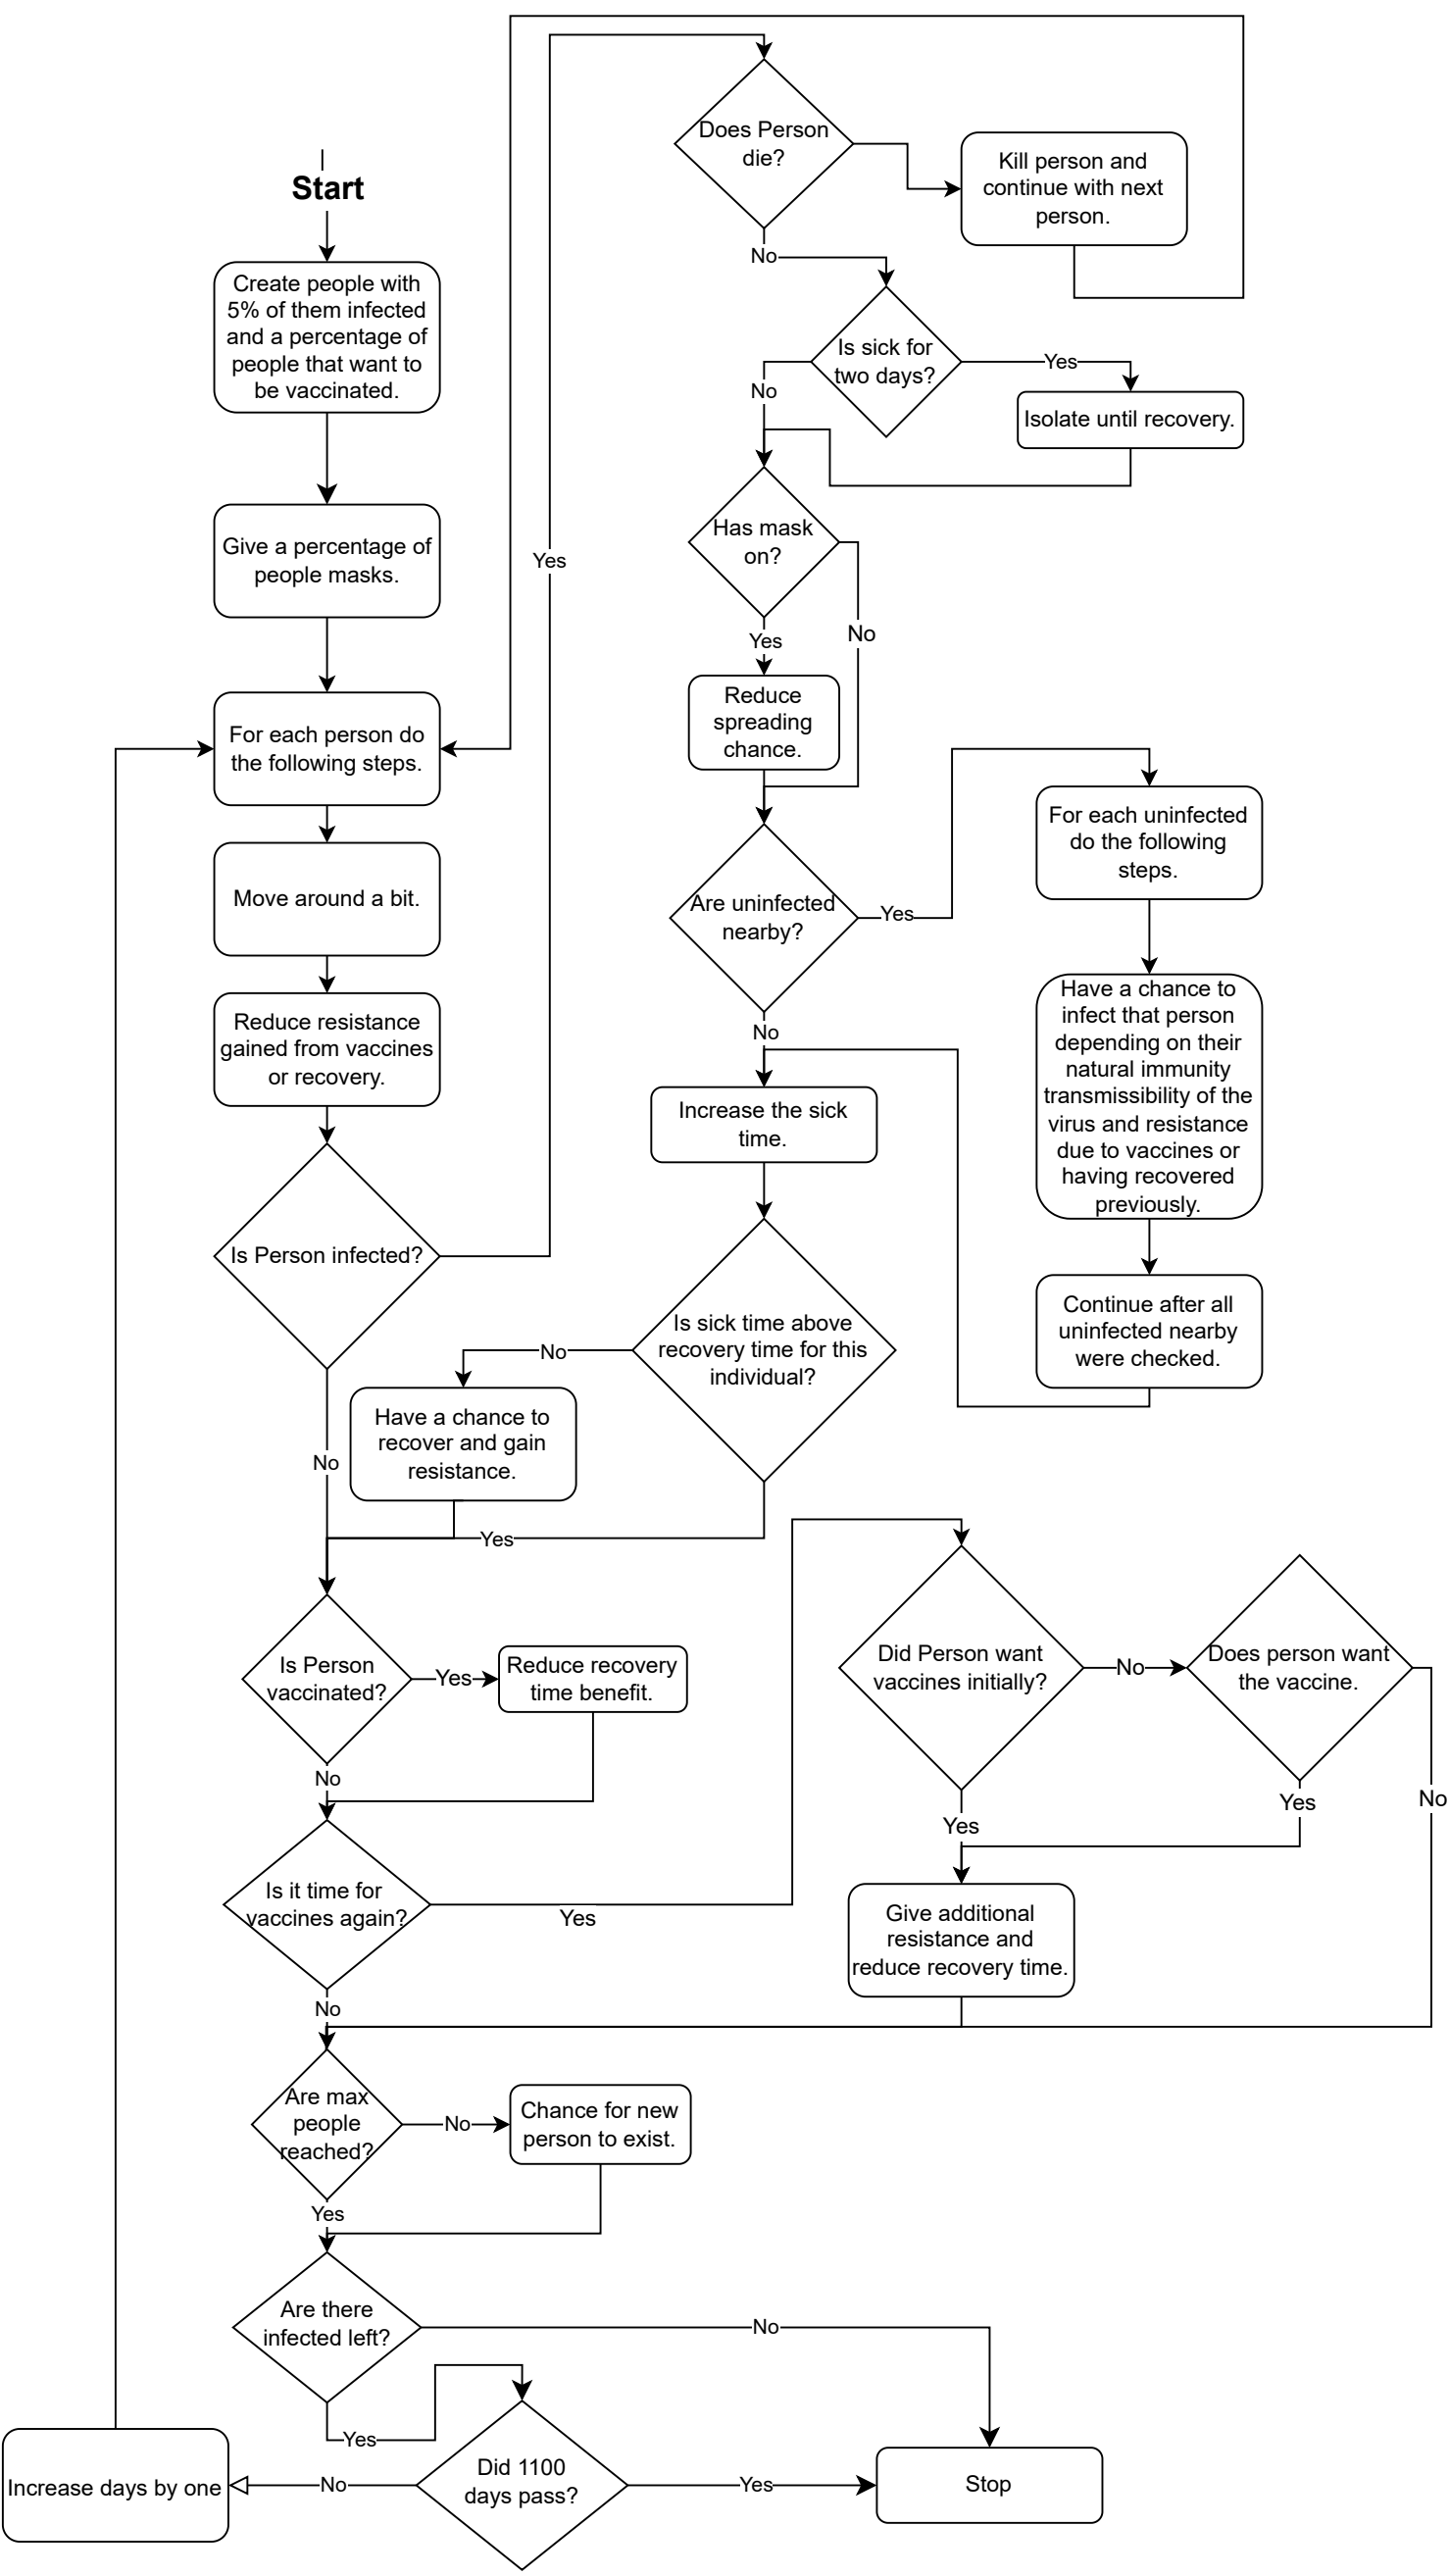 Start
Create people with
5% of them infected
and a percentage of
people that want to
be vaccinated.
Give a percentage of
people masks.
For each person do
the following steps.
Move around a bit.
Reduce resistance
gained from vaccines
or recovery.
Is Person infected?
Yes
No
Does Person
die?
Kill person and
continue with next
person.
No
Is sick for
two days?
Yes
Isolate until recovery.
No
Has mask
on?
Yes
No
Reduce
spreading
chance.
Are uninfected
nearby?
Yes
For each uninfected
do the following
steps.
Have a chance to
infect that person
depending on their
natural immunity
transmissibility of the
virus and resistance
due to vaccines or
having recovered
previously.
Continue after all
uninfected nearby
were checked.
No
Increase the sick
time.
Is sick time above
recovery time for this
individual?
No
Have a chance to
recover and gain
resistance.
Yes
Is Person
vaccinated?
Yes
Reduce recovery
time benefit.
No
Is it time for
vaccines again?
Yes
Did Person want
vaccines initially?
No
Does person want
the vaccine.
Yes
Yes
No
Give additional
resistance and
reduce recovery time.
No
Are max
people
reached?
No
Chance for new
person to exist.
Yes
Are there
infected left?
No
Yes
Did 1100
days pass?
No
Increase days by one
Yes
Stop